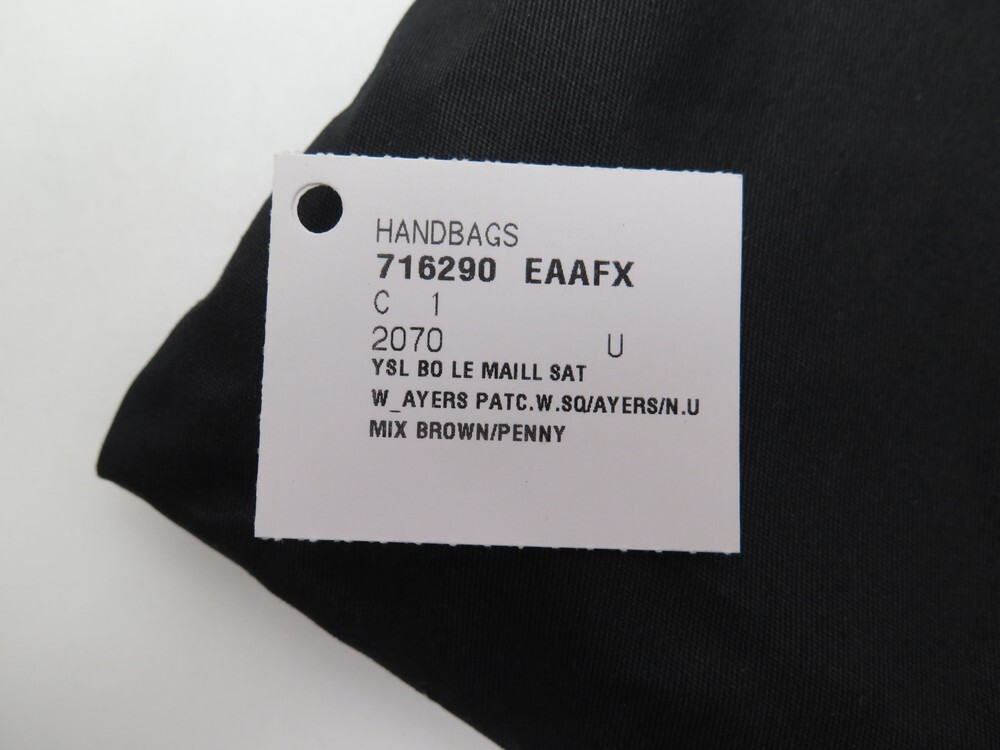 HANDBAGS
716290 EAAFX
C 1
2070 U
YSL BO LE MAILL SAT
W_AYERS PATC.W.SQ/AYERS/N.U
MIX BROWN/PENNY